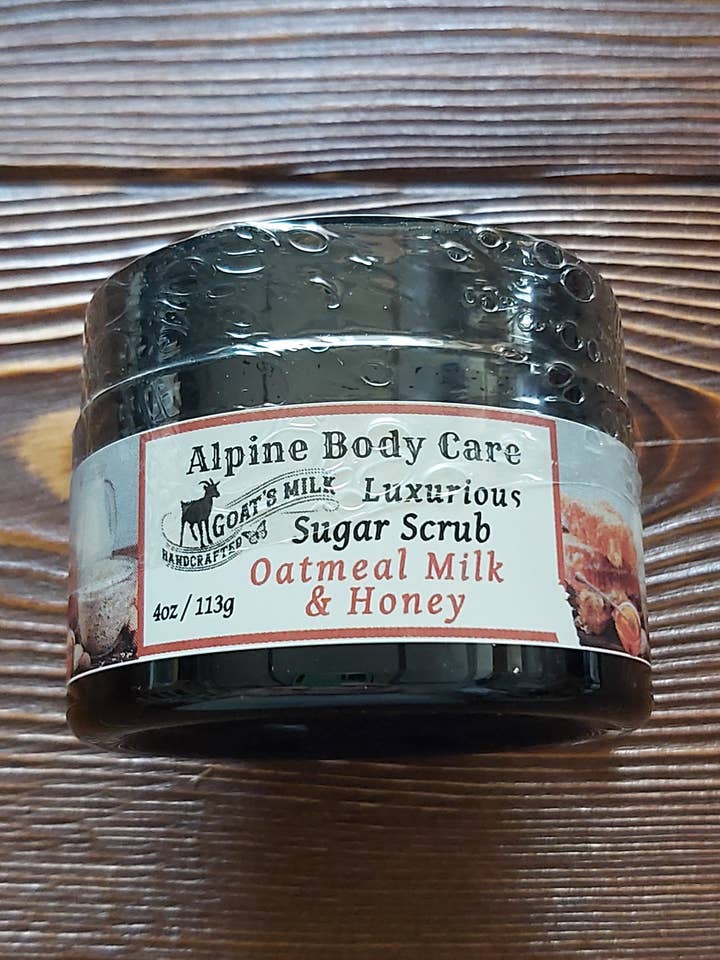 Alpine Body Care
GOAT'S MILK
HANDCRAFTED
Luxurious
Sugar Scrub
Oatmeal Milk
& Honey
4oz / 113g